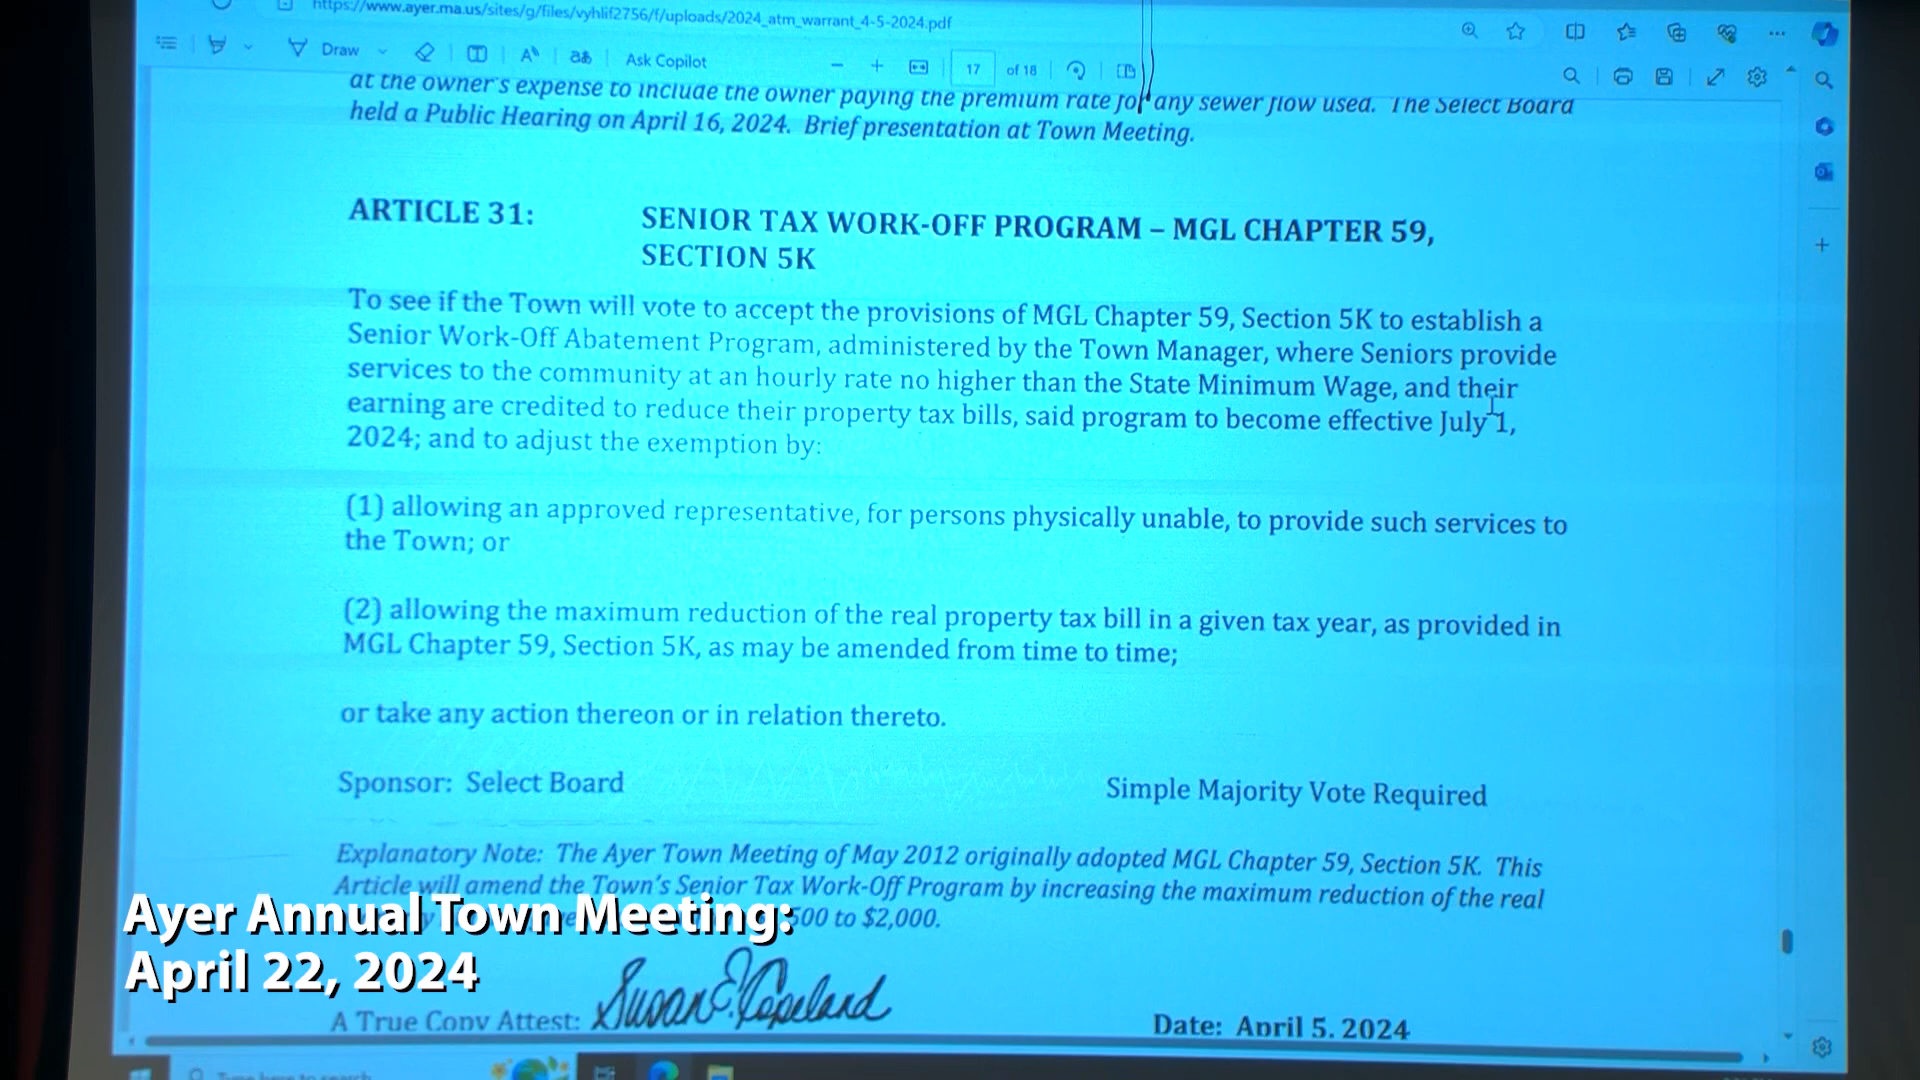 https://www.ayer.ma.us/sites/g/files/vyhlif2756/f/uploads/2024_atm_warrant_4-5-2024.pdf
Draw
Ask Copilot
17 of 18
at the owner's expense to include the owner paying the premium rate for any sewer flow used. The Select Board
held a Public Hearing on April 16, 2024. Brief presentation at Town Meeting.
ARTICLE 31: SENIOR TAX WORK-OFF PROGRAM – MGL CHAPTER 59,
SECTION 5K
To see if the Town will vote to accept the provisions of MGL Chapter 59, Section 5K to establish a
Senior Work-Off Abatement Program, administered by the Town Manager, where Seniors provide
services to the community at an hourly rate no higher than the State Minimum Wage, and their
earning are credited to reduce their property tax bills, said program to become effective July 1,
2024; and to adjust the exemption by:
(1) allowing an approved representative, for persons physically unable, to provide such services to
the Town; or
(2) allowing the maximum reduction of the real property tax bill in a given tax year, as provided in
MGL Chapter 59, Section 5K, as may be amended from time to time;
or take any action thereon or in relation thereto.
Sponsor: Select Board Simple Majority Vote Required
Explanatory Note: The Ayer Town Meeting of May 2012 originally adopted MGL Chapter 59, Section 5K. This
Article will amend the Town's Senior Tax Work-Off Program by increasing the maximum reduction of the real
500 to $2,000.
Ayer Annual Town Meeting:
April 22, 2024
A True Copy Attest: Susan E. Copeland Date: April 5, 2024
Type here to search